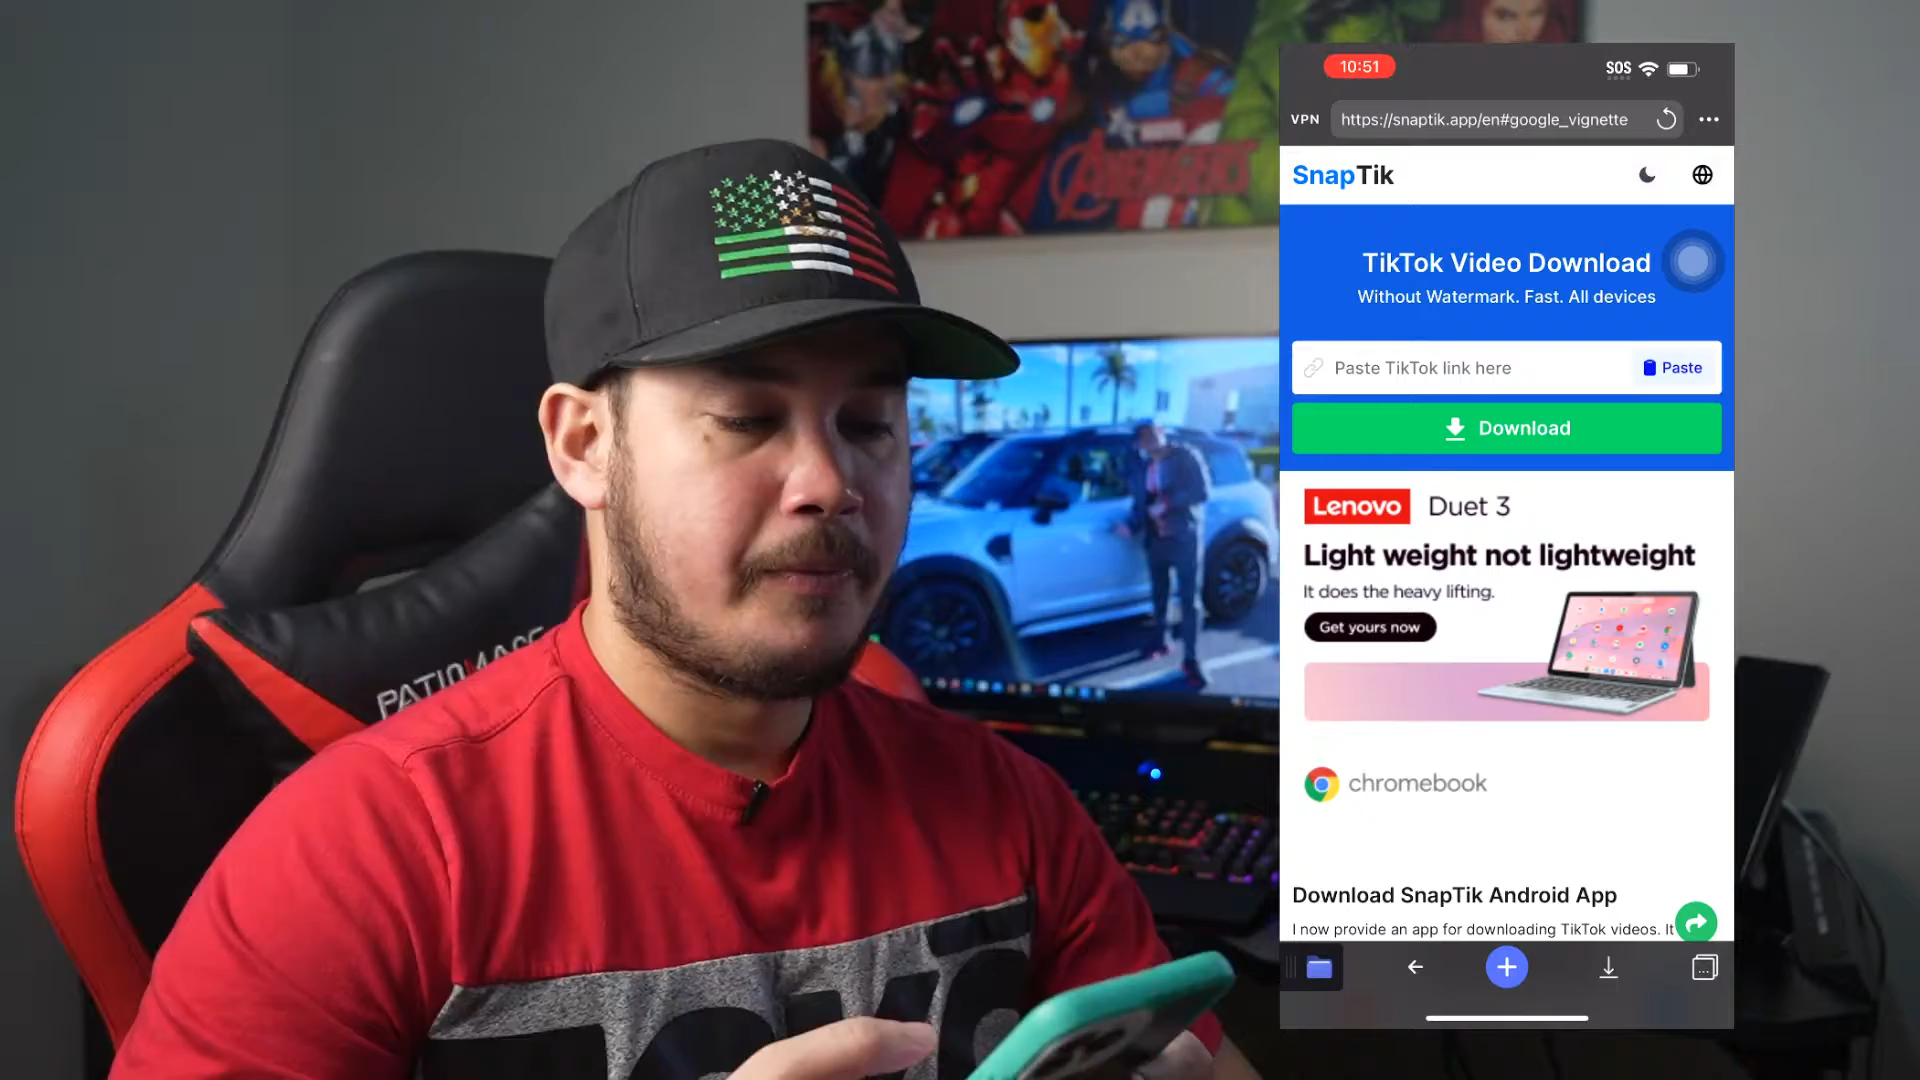 MARVEL
AVENGERS
PATIOMAGE
10:51
SOS
VPN
https://snaptik.app/en#google_vignette
SnapTik
TikTok Video Download
Without Watermark. Fast. All devices
Paste TikTok link here
Paste
Download
Lenovo Duet 3
Light weight not lightweight
It does the heavy lifting.
Get yours now
chromebook
Download SnapTik Android App
I now provide an app for downloading TikTok videos. It